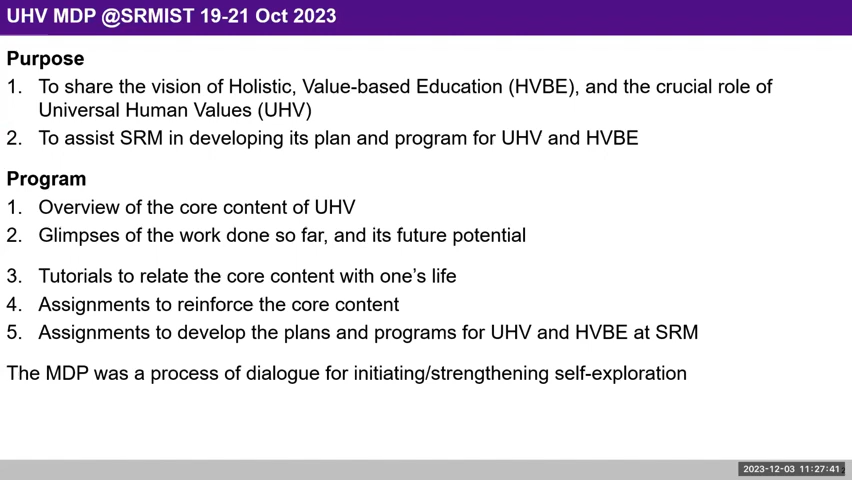 UHV MDP @SRMIST 19-21 Oct 2023
Purpose
1. To share the vision of Holistic, Value-based Education (HVBE), and the crucial role of
Universal Human Values (UHV)
2. To assist SRM in developing its plan and program for UHV and HVBE
Program
1. Overview of the core content of UHV
2. Glimpses of the work done so far, and its future potential
3. Tutorials to relate the core content with one’s life
4. Assignments to reinforce the core content
5. Assignments to develop the plans and programs for UHV and HVBE at SRM
The MDP was a process of dialogue for initiating/strengthening self-exploration
2023-12-03 11:27:41
2